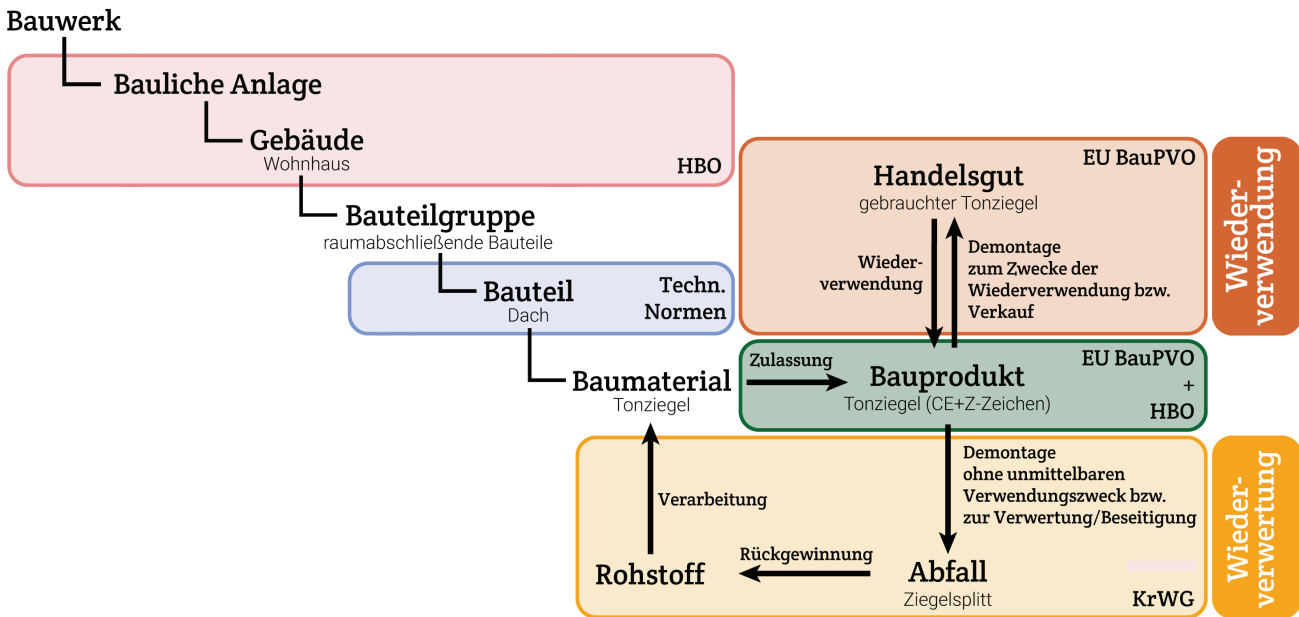 Bauwerk
Bauliche Anlage
Gebäude
Wohnhaus
HBO
Bauteilgruppe
raumabschließende Bauteile
Bauteil
Dach
Techn.
Normen
Baumaterial
Tonziegel
EU BauPVO
Handelsgut
gebrauchter Tonziegel
Wieder-
verwendung
Demontage
zum Zwecke der
Wiederverwendung bzw.
Verkauf
Wieder-
verwendung
Zulassung
Bauprodukt
Tonziegel (CE+Z-Zeichen)
EU BauPVO
+
HBO
Demontage
ohne unmittelbaren
Verwendungszweck bzw.
zur Verwertung/Beseitigung
Verarbeitung
Rückgewinnung
Rohstoff
Abfall
Ziegelsplitt
KrWG
Wieder-
verwertung